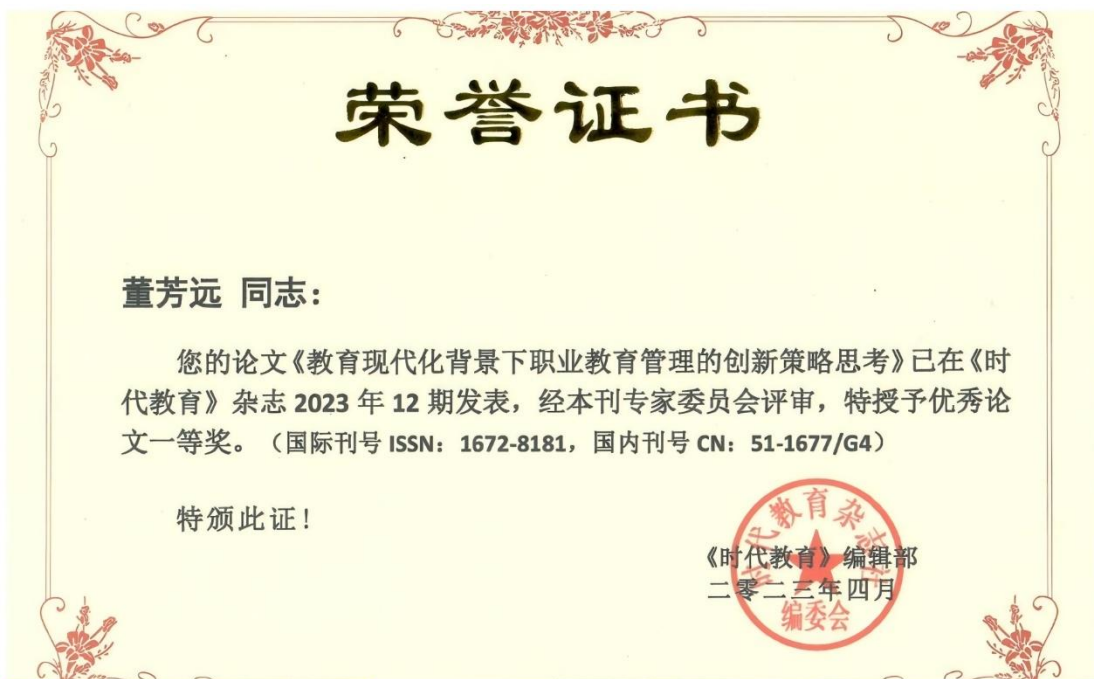 荣誉证书
董芳远 同志：
您的论文《教育现代化背景下职业教育管理的创新策略思考》已在《时
代教育》杂志 2023 年 12 期发表，经本刊专家委员会评审，特授予优秀论
文一等奖。（国际刊号 ISSN：1672-8181，国内刊号 CN：51-1677/G4）
特颁此证！
时代教育杂志社
《时代教育》编辑部
二零二三年四月
编委会